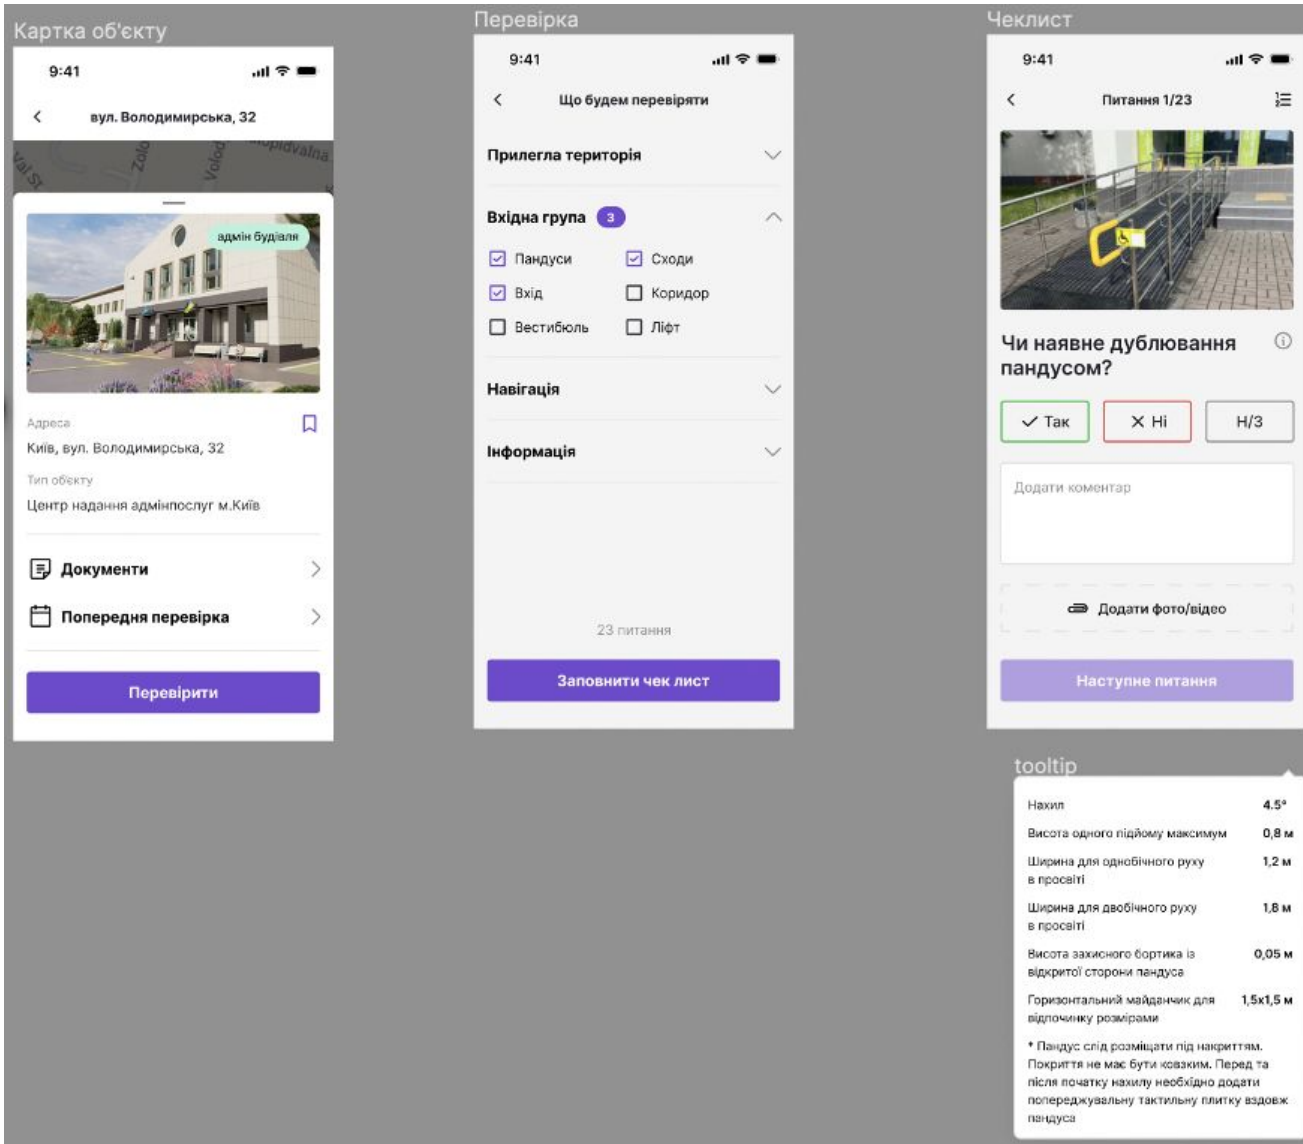 Картка об'єкту
9:41
вул. Володимирська, 32
Val St
Zolo
Volod
opidvalna
адмін будівля
Адреса
Київ, вул. Володимирська, 32
Тип обєкту
Центр надання адмінпослуг м.Київ
Документи
Попередня перевірка
Перевірити
Перевірка
9:41
Що будем перевіряти
Прилегла територія
Вхідна група 3
Пандуси Сходи
Вхід Коридор
Вестибюль Ліфт
Навігація
Інформація
23 питання
Заповнити чек лист
Чеклист
9:41
Питання 1/23
Чи наявне дублювання
пандусом?
Так Ні Н/З
Додати коментар
Додати фото/відео
Наступне питання
tooltip
Нахил 4.5°
Висота одного підйому максимум 0,8 м
Ширина для однобічного руху 1,2 м
в просвіті
Ширина для двобічного руху 1,8 м
в просвіті
Висота захисного бортика із 0,05 м
відкритої сторони пандуса
Горизонтальний майданчик для 1,5х1,5 м
відпочинку розмірами
* Пандус слід розміщати під накриттям.
Покриття не має бути ковзким. Перед та
після початку нахилу необхідно додати
попереджувальну тактильну плитку вздовж
пандуса